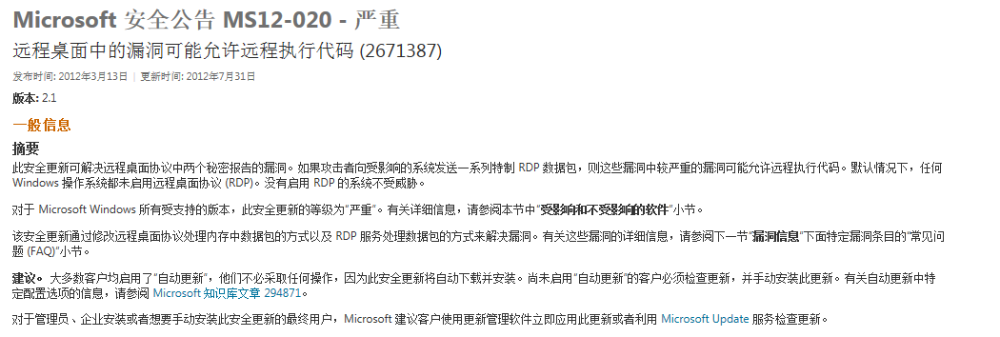 Microsoft 安全公告 MS12-020 - 严重
远程桌面中的漏洞可能允许远程执行代码 (2671387)
发布时间: 2012年3月13日 | 更新时间: 2012年7月31日
版本: 2.1
一般信息
摘要
此安全更新可解决远程桌面协议中两个秘密报告的漏洞。如果攻击者向受影响的系统发送一系列特制 RDP 数据包，则这些漏洞中较严重的漏洞可能允许远程执行代码。默认情况下，任何
Windows 操作系统都未启用远程桌面协议 (RDP)。没有启用 RDP 的系统不受威胁。
对于 Microsoft Windows 所有受支持的版本，此安全更新的等级为“严重”。有关详细信息，请参阅本节中“受影响和不受影响的软件”小节。
该安全更新通过修改远程桌面协议处理内存中数据包的方式以及 RDP 服务处理数据包的方式来解决漏洞。有关这些漏洞的详细信息，请参阅下一节“漏洞信息”下面特定漏洞条目的“常见问
题 (FAQ)”小节。
建议。 大多数客户均启用了“自动更新”，他们不必采取任何操作，因为此安全更新将自动下载并安装。尚未启用“自动更新”的客户必须检查更新，并手动安装此更新。有关自动更新中特
定配置选项的信息，请参阅 Microsoft 知识库文章 294871。
对于管理员、企业安装或者想要手动安装此安全更新的最终用户，Microsoft 建议客户使用更新管理软件立即应用此更新或者利用 Microsoft Update 服务检查更新。